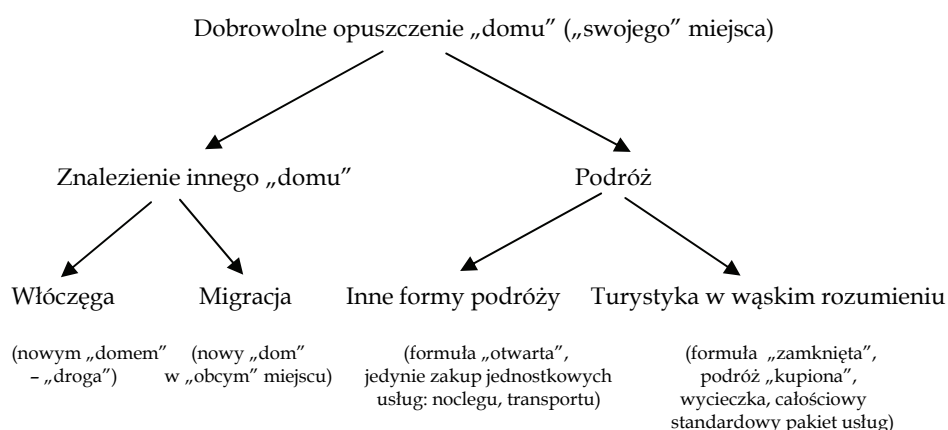 Dobrowolne opuszczenie „domu” („swojego” miejsca)
Znalezienie innego „domu”
Podróż
Włóczęga
Migracja
Inne formy podróży
Turystyka w wąskim rozumieniu
(nowym „domem”
– „droga”)
(nowy „dom”
w „obcym” miejscu)
(formuła „otwarta”,
jedynie zakup jednostkowych
usług: noclegu, transportu)
(formuła „zamknięta”,
podróż „kupiona”,
wycieczka, całościowy
standardowy pakiet usług)